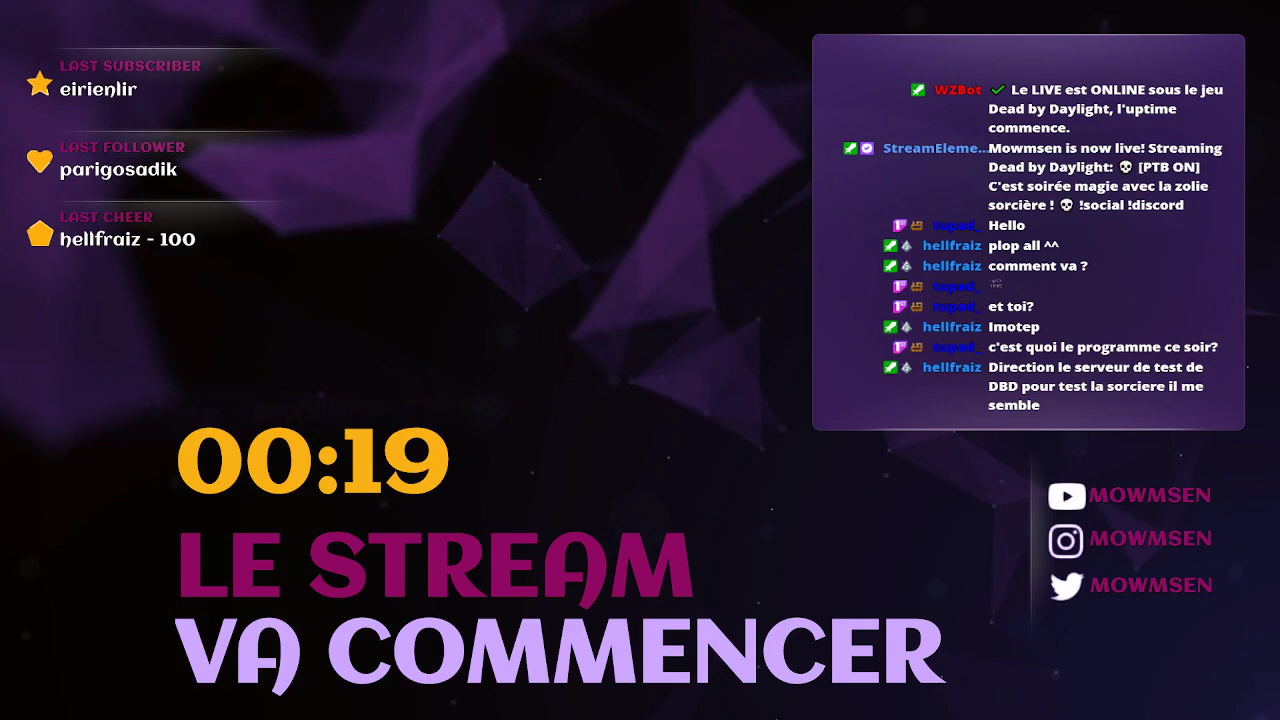 LAST SUBSCRIBER
eirienlir
LAST FOLLOWER
parigosadik
LAST CHEER
hellfraiz - 100
WZBot Le LIVE est ONLINE sous le jeu
Dead by Daylight, l'uptime
commence.
StreamEleme... Mowmsen is now live! Streaming
Dead by Daylight: 💀 [PTB ON]
C'est soirée magie avec la zolie
sorcière ! 💀 !social !discord
Hello
hellfraiz plop all ^^
hellfraiz comment va ?
et toi?
hellfraiz Imotep
c'est quoi le programme ce soir?
hellfraiz Direction le serveur de test de
DBD pour test la sorciere il me
semble
00:19
LE STREAM
VA COMMENCER
MOWMSEN
MOWMSEN
MOWMSEN